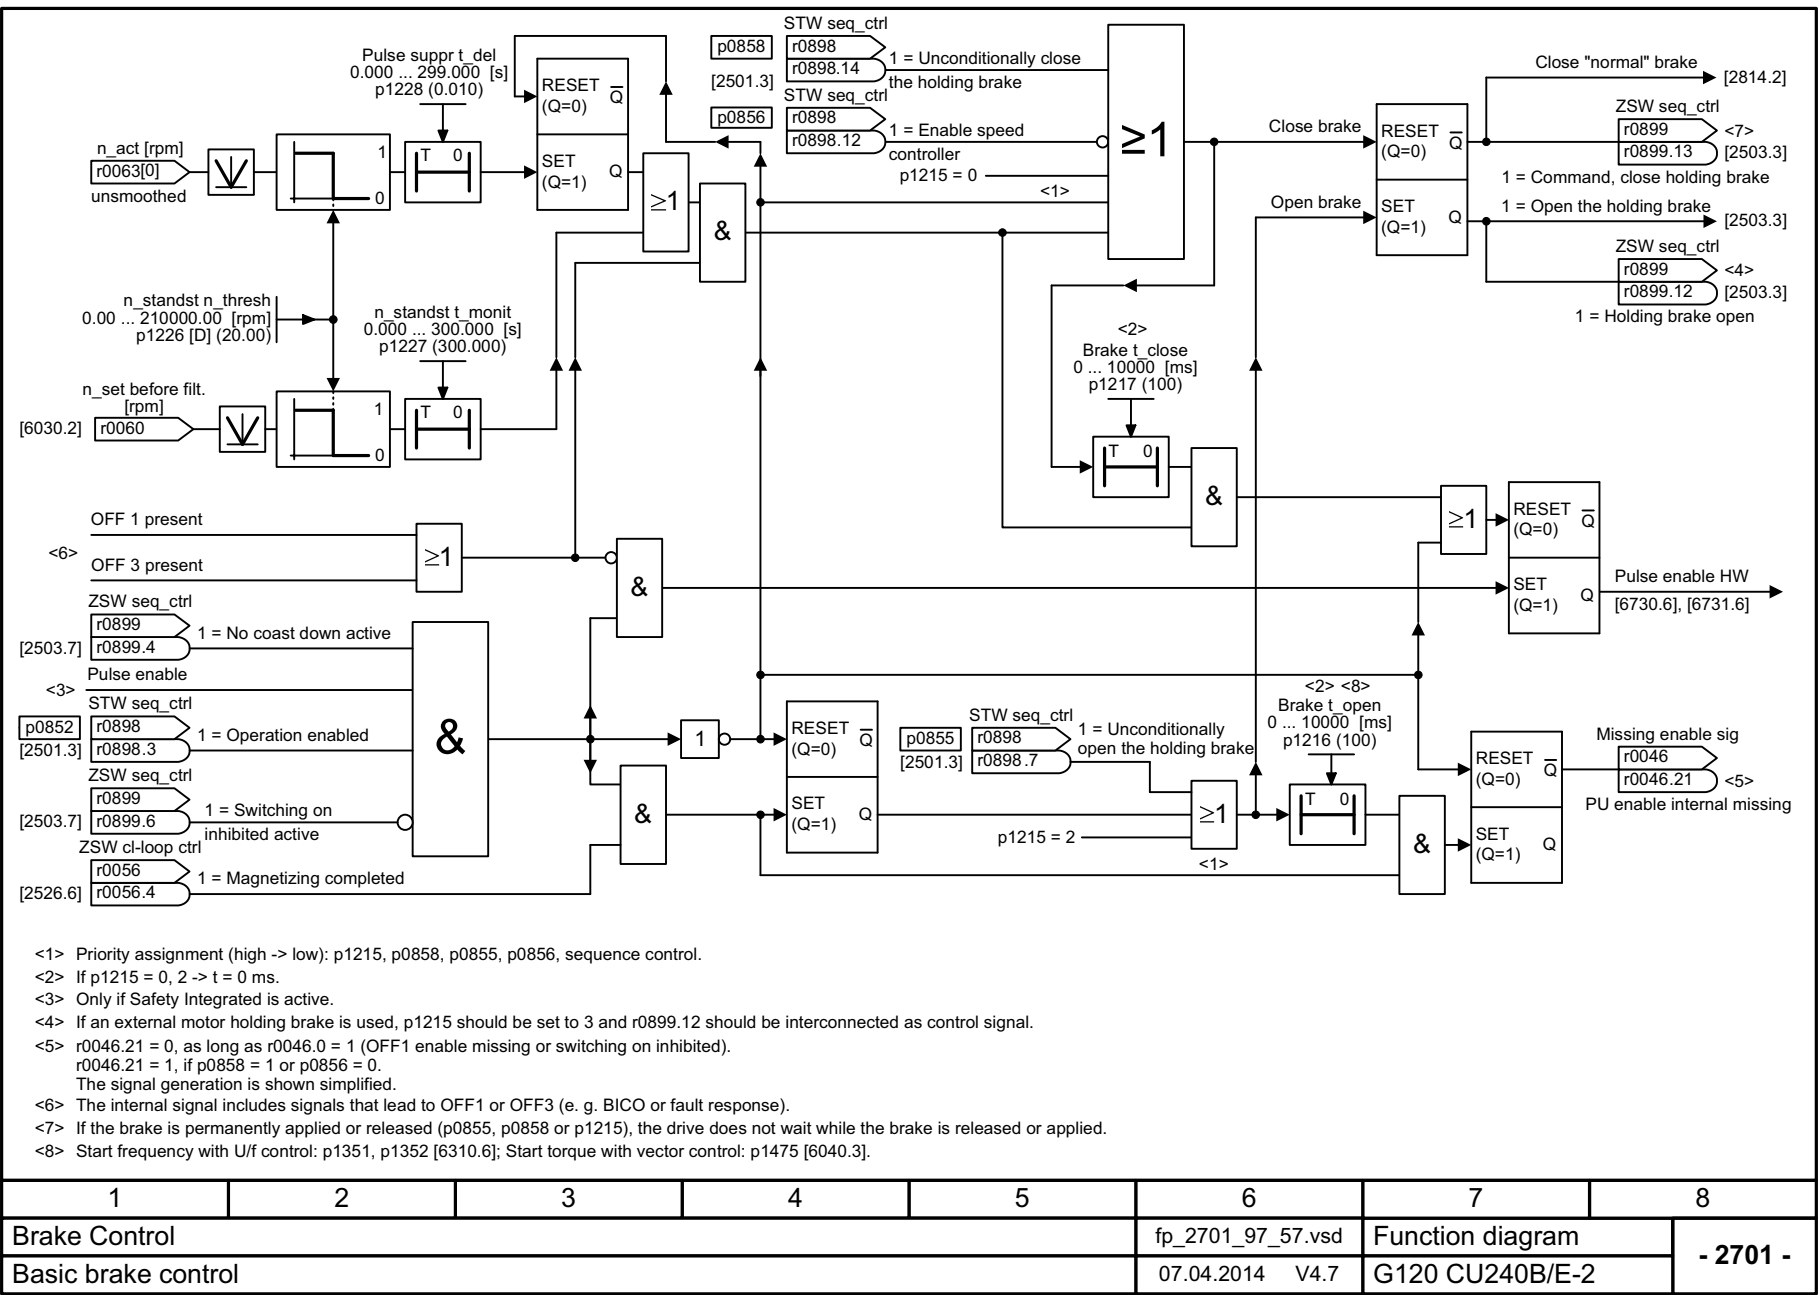 STW seq_ctrl
p0858
r0898
r0898.14
[2501.3]
1 = Unconditionally close
the holding brake
STW seq_ctrl
p0856
r0898
r0898.12
1 = Enable speed
controller
p1215 = 0
<1>
≥1
Pulse suppr t_del
0.000 ... 299.000 [s]
p1228 (0.010)
RESET
(Q=0)
Q̅
SET
(Q=1)
Q
n_act [rpm]
r0063[0]
unsmoothed
1
0
T 0
≥1
&
Close brake
Open brake
RESET
(Q=0)
Q̅
SET
(Q=1)
Q
Close "normal" brake
[2814.2]
ZSW seq_ctrl
r0899
<7>
r0899.13
[2503.3]
1 = Command, close holding brake
1 = Open the holding brake
[2503.3]
ZSW seq_ctrl
r0899
<4>
r0899.12
[2503.3]
1 = Holding brake open
n_standst n_thresh
0.00 ... 210000.00 [rpm]
p1226 [D] (20.00)
n_standst t_monit
0.000 ... 300.000 [s]
p1227 (300.000)
n_set before filt.
[rpm]
[6030.2]
r0060
1
0
T 0
<2>
Brake t_close
0 ... 10000 [ms]
p1217 (100)
T 0
&
≥1
RESET
(Q=0)
Q̅
SET
(Q=1)
Q
Pulse enable HW
[6730.6], [6731.6]
OFF 1 present
<6>
OFF 3 present
≥1
&
ZSW seq_ctrl
r0899
r0899.4
[2503.7]
1 = No coast down active
Pulse enable
<3>
STW seq_ctrl
p0852
r0898
[2501.3]
r0898.3
1 = Operation enabled
ZSW seq_ctrl
r0899
[2503.7]
r0899.6
1 = Switching on
inhibited active
ZSW cl-loop ctrl
r0056
[2526.6]
r0056.4
1 = Magnetizing completed
&
1
&
RESET
(Q=0)
Q̅
SET
(Q=1)
Q
STW seq_ctrl
p0855
r0898
[2501.3]
r0898.7
1 = Unconditionally
open the holding brake
p1215 = 2
≥1
<1>
<2> <8>
Brake t_open
0 ... 10000 [ms]
p1216 (100)
T 0
&
RESET
(Q=0)
Q̅
SET
(Q=1)
Q
Missing enable sig
r0046
r0046.21
<5>
PU enable internal missing
<1> Priority assignment (high -> low): p1215, p0858, p0855, p0856, sequence control.
<2> If p1215 = 0, 2 -> t = 0 ms.
<3> Only if Safety Integrated is active.
<4> If an external motor holding brake is used, p1215 should be set to 3 and r0899.12 should be interconnected as control signal.
<5> r0046.21 = 0, as long as r0046.0 = 1 (OFF1 enable missing or switching on inhibited).
r0046.21 = 1, if p0858 = 1 or p0856 = 0.
The signal generation is shown simplified.
<6> The internal signal includes signals that lead to OFF1 or OFF3 (e. g. BICO or fault response).
<7> If the brake is permanently applied or released (p0855, p0858 or p1215), the drive does not wait while the brake is released or applied.
<8> Start frequency with U/f control: p1351, p1352 [6310.6]; Start torque with vector control: p1475 [6040.3].
1 2 3 4 5 6 7 8
Brake Control
fp_2701_97_57.vsd
Function diagram
- 2701 -
Basic brake control
07.04.2014 V4.7
G120 CU240B/E-2